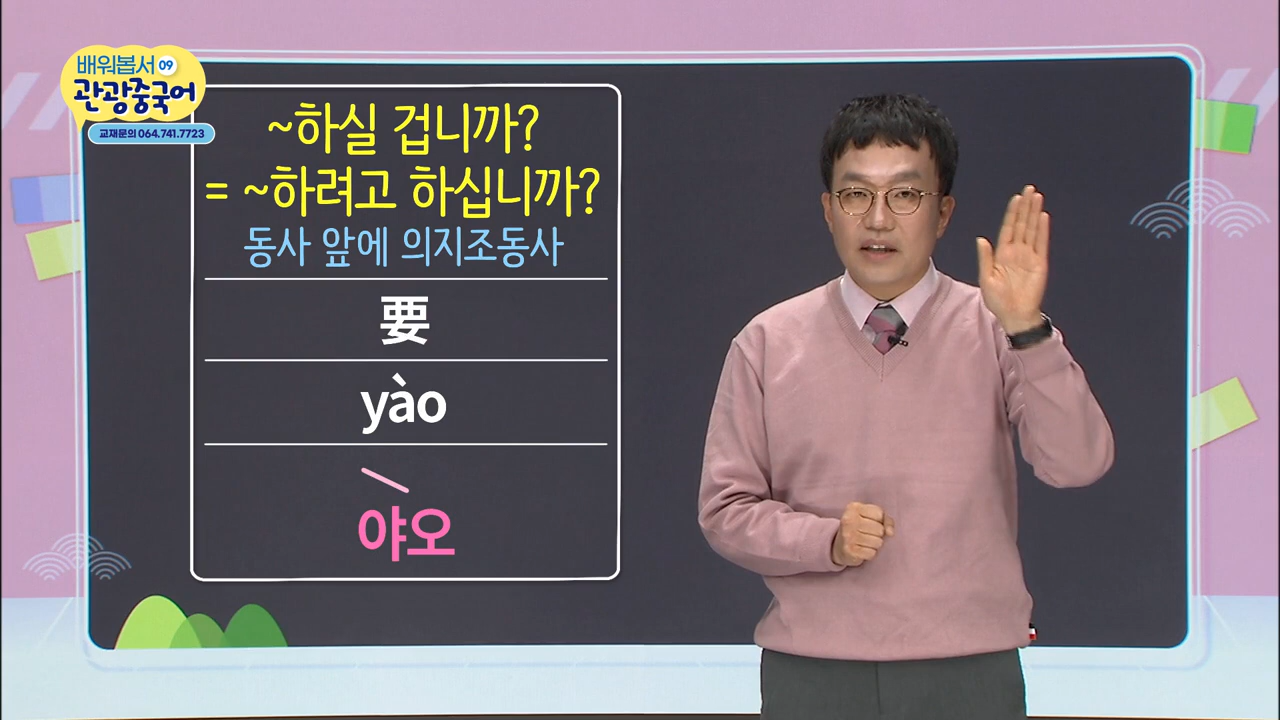 배워봅서 09
관광중국어
교재문의 064.741.7723
~하실 겁니까?
= ~하려고 하십니까?
동사 앞에 의지조동사
要
yào
야오